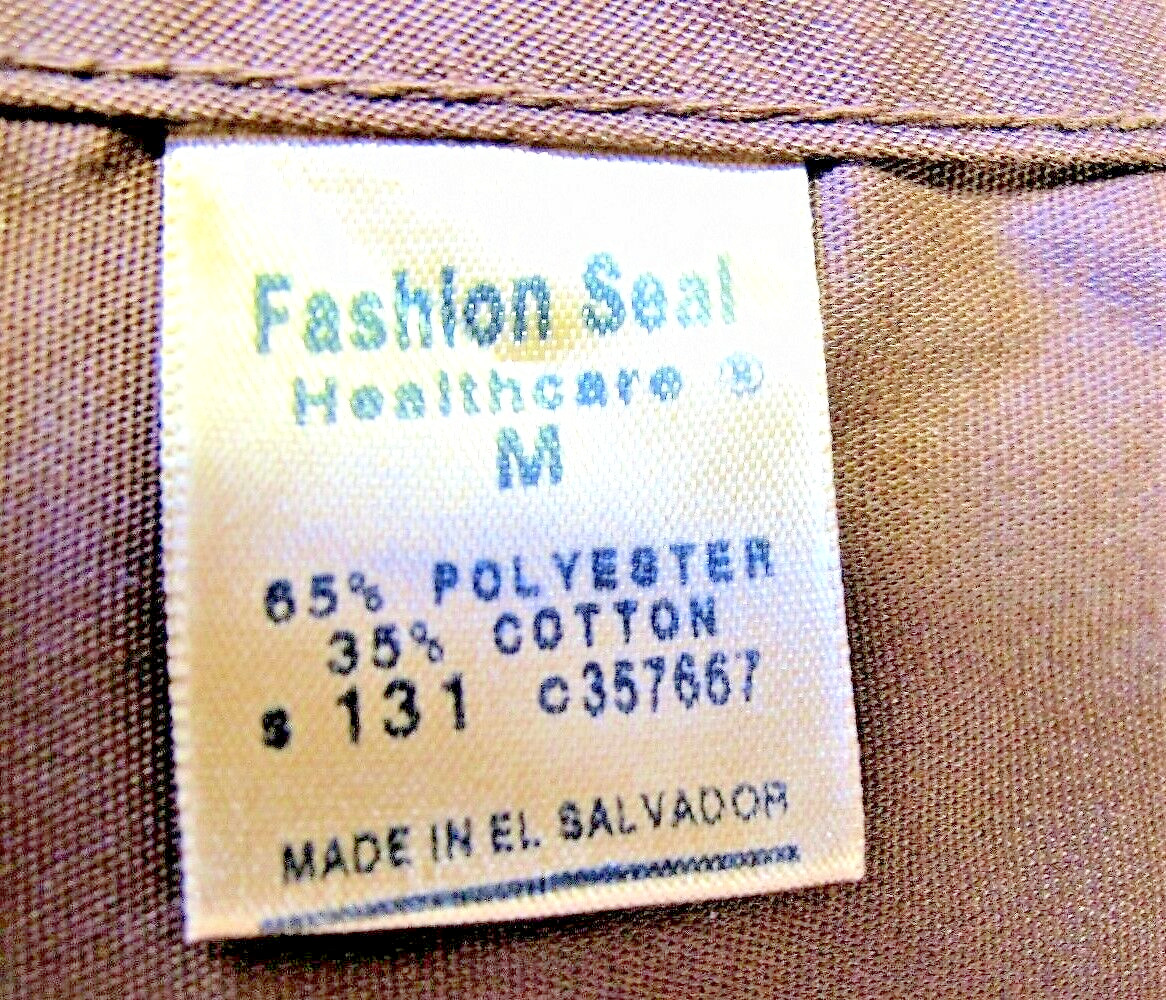 Fashion Seal
Healthcare ®
M
65% POLYESTER
35% COTTON
s 131 c357667
MADE IN EL SALVADOR